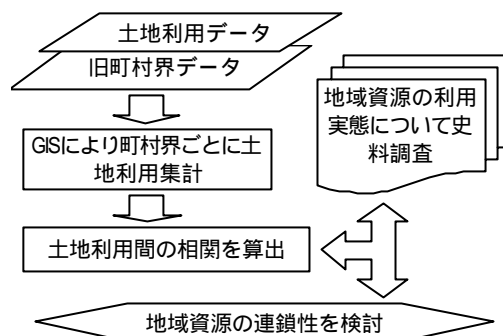 土地利用データ
旧町村界データ
GISにより町村界ごとに土
地利用集計
土地利用間の相関を算出
地域資源の利用
実態について史
料調査
地域資源の連鎖性を検討